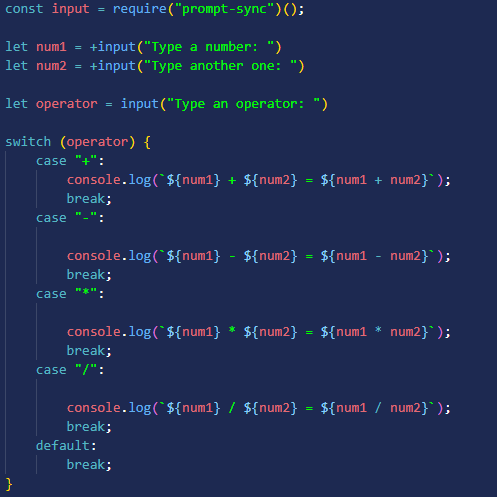 const input = require("prompt-sync")();
let num1 = +input("Type a number: ")
let num2 = +input("Type another one: ")
let operator = input("Type an operator: ")
switch (operator) {
    case "+":
        console.log(`${num1} + ${num2} = ${num1 + num2}`);
        break;
    case "-":
        console.log(`${num1} - ${num2} = ${num1 - num2}`);
        break;
    case "*":
        console.log(`${num1} * ${num2} = ${num1 * num2}`);
        break;
    case "/":
        console.log(`${num1} / ${num2} = ${num1 / num2}`);
        break;
    default:
        break;
}